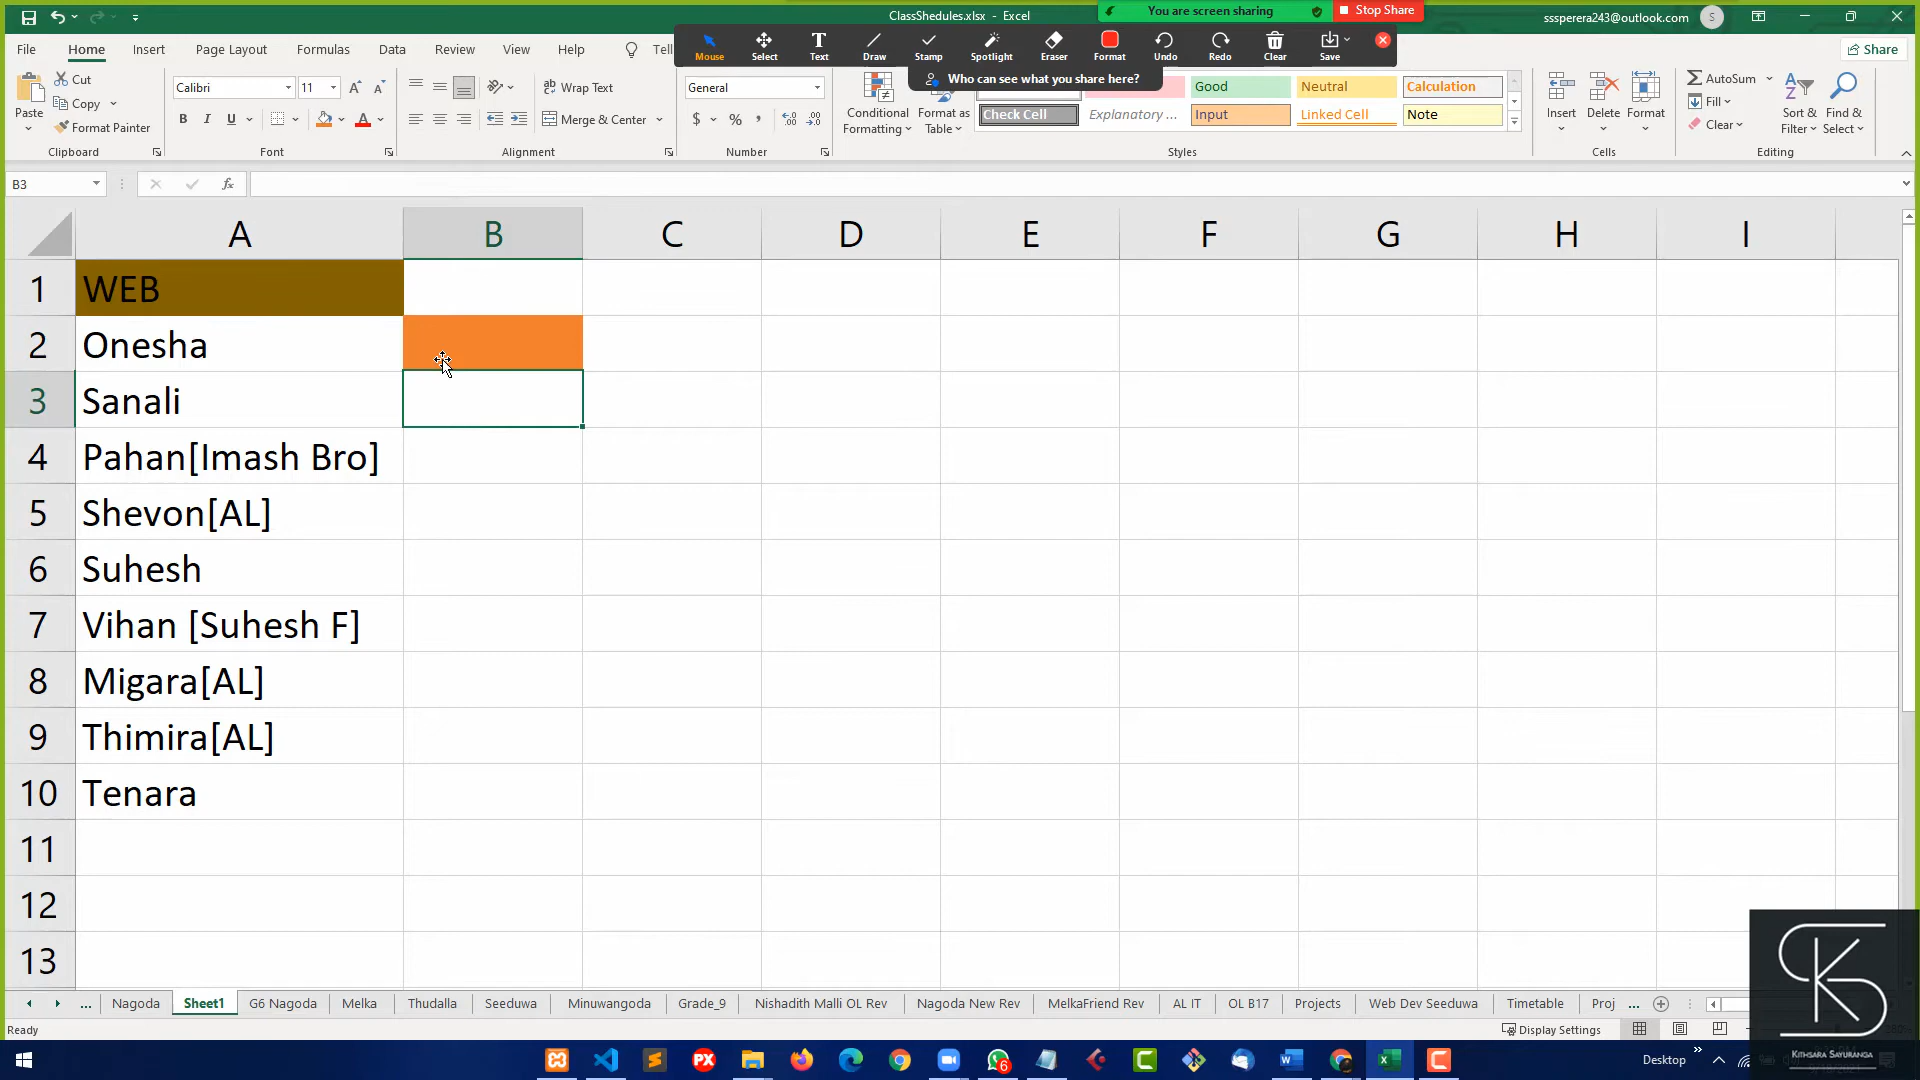 ClassShedules.xlsx - Excel
You are screen sharing
Stop Share
sssperera243@outlook.com
S
File Home Insert Page Layout Formulas Data Review View Help Tell
Share
Mouse Select Text Draw Stamp Spotlight Eraser Format Undo Redo Clear Save
Who can see what you share here?
Paste
Cut
Copy
Format Painter
Calibri 11
B I U
Wrap Text
Merge & Center
General
$ % ,
Conditional Formatting
Format as Table
Good Neutral Calculation
Check Cell Explanatory ... Input Linked Cell Note
Insert Delete Format
AutoSum
Fill
Clear
Sort & Filter
Find & Select
Clipboard Font Alignment Number Styles Cells Editing
B3
fx
A B C D E F G H I
1 WEB
2 Onesha
3 Sanali
4 Pahan[Imash Bro]
5 Shevon[AL]
6 Suhesh
7 Vihan [Suhesh F]
8 Migara[AL]
9 Thimira[AL]
10 Tenara
11
12
13
... Nagoda Sheet1 G6 Nagoda Melka Thudalla Seeduwa Minuwangoda Grade_9 Nishadith Malli OL Rev Nagoda New Rev MelkaFriend Rev AL IT OL B17 Projects Web Dev Seeduwa Timetable Proj ...
Ready
Display Settings
PX
6
Desktop
KS
KITHSARA SAYURANGA